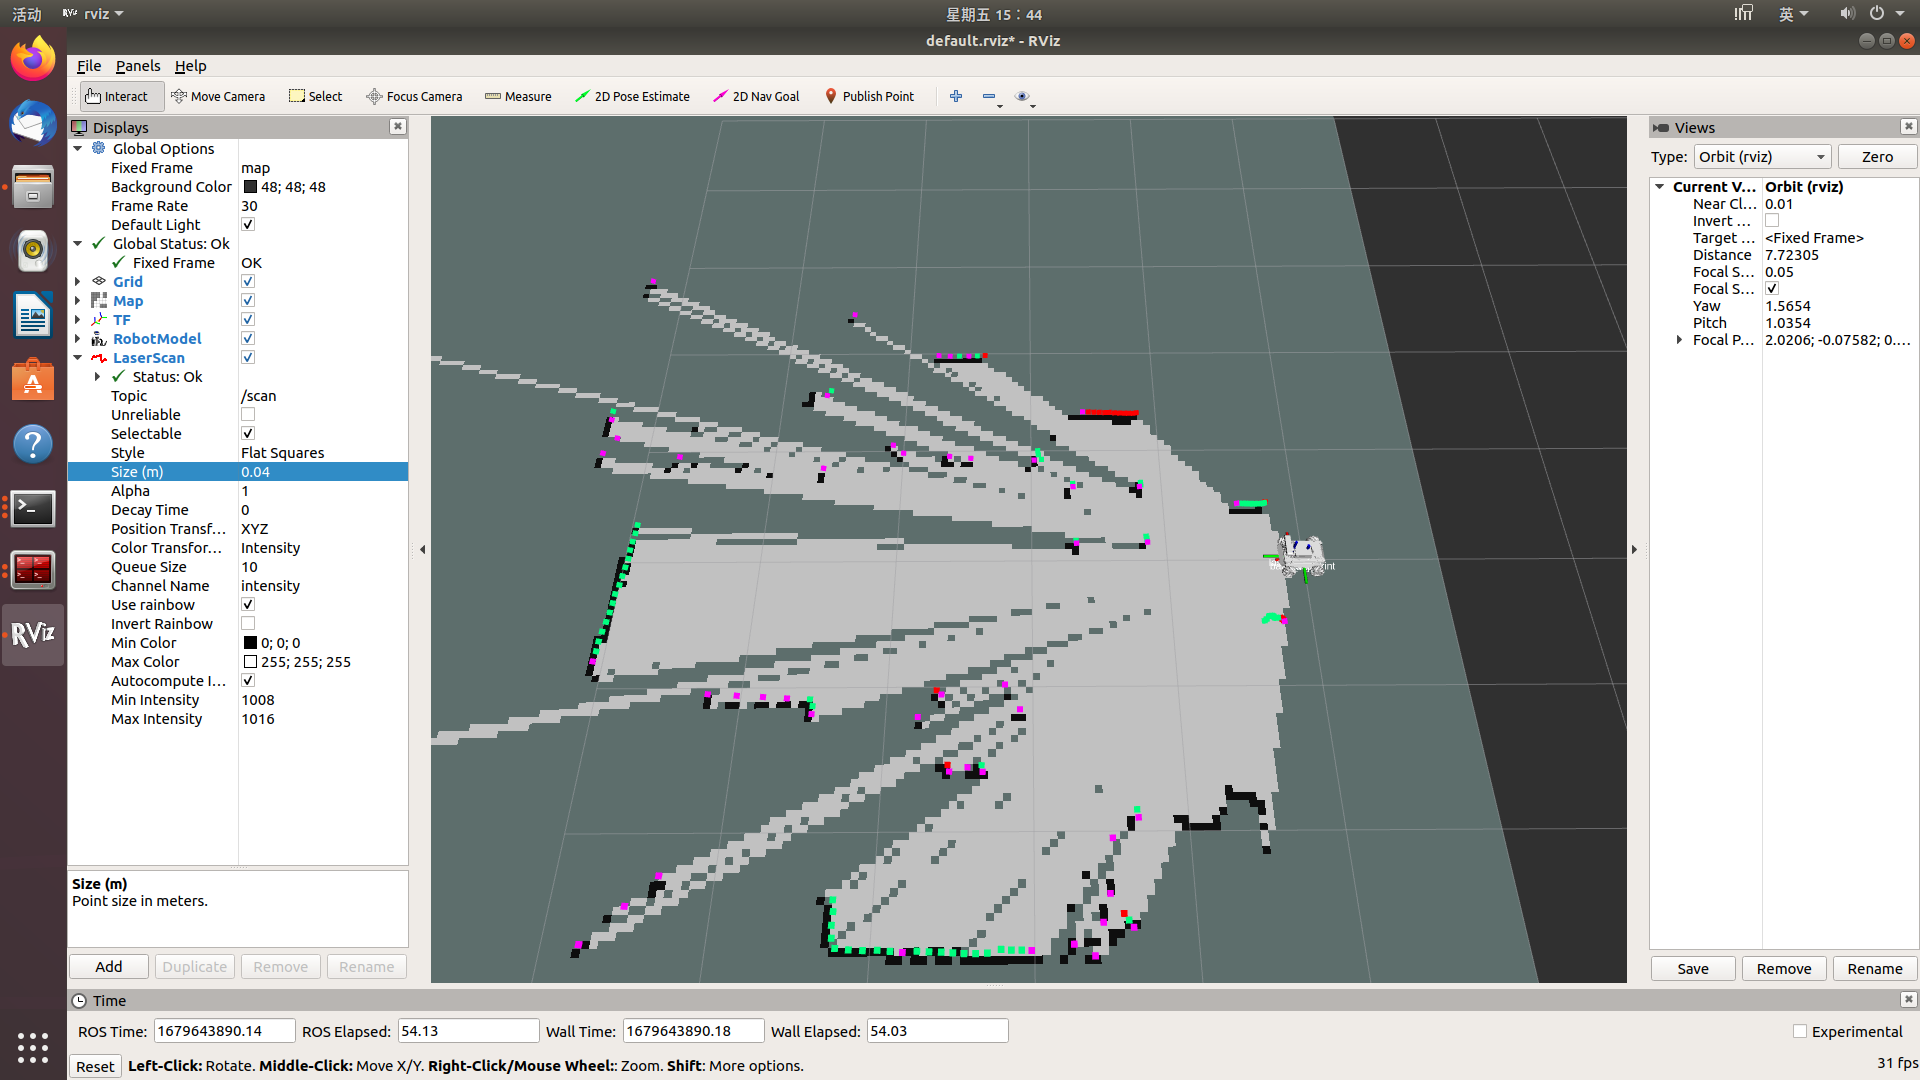 活动 rviz 星期五 15：44 英
default.rviz* - RViz
File Panels Help
Interact Move Camera Select Focus Camera Measure 2D Pose Estimate 2D Nav Goal Publish Point
Displays
Global Options
Fixed Frame map
Background Color 48; 48; 48
Frame Rate 30
Default Light
Global Status: Ok
Fixed Frame OK
Grid
Map
TF
RobotModel
LaserScan
Status: Ok
Topic /scan
Unreliable
Selectable
Style Flat Squares
Size (m) 0.04
Alpha 1
Decay Time 0
Position Transf... XYZ
Color Transfor... Intensity
Queue Size 10
Channel Name intensity
Use rainbow
Invert Rainbow
Min Color 0; 0; 0
Max Color 255; 255; 255
Autocompute I...
Min Intensity 1008
Max Intensity 1016
Size (m)
Point size in meters.
Add Duplicate Remove Rename
Views
Type: Orbit (rviz) Zero
Current V... Orbit (rviz)
Near Cl... 0.01
Invert ...
Target ... <Fixed Frame>
Distance 7.72305
Focal S... 0.05
Focal S...
Yaw 1.5654
Pitch 1.0354
Focal P... 2.0206; -0.07582; 0....
Save Remove Rename
RViz
Time
ROS Time: 1679643890.14 ROS Elapsed: 54.13 Wall Time: 1679643890.18 Wall Elapsed: 54.03 Experimental
Reset Left-Click: Rotate. Middle-Click: Move X/Y. Right-Click/Mouse Wheel:: Zoom. Shift: More options. 31 fps